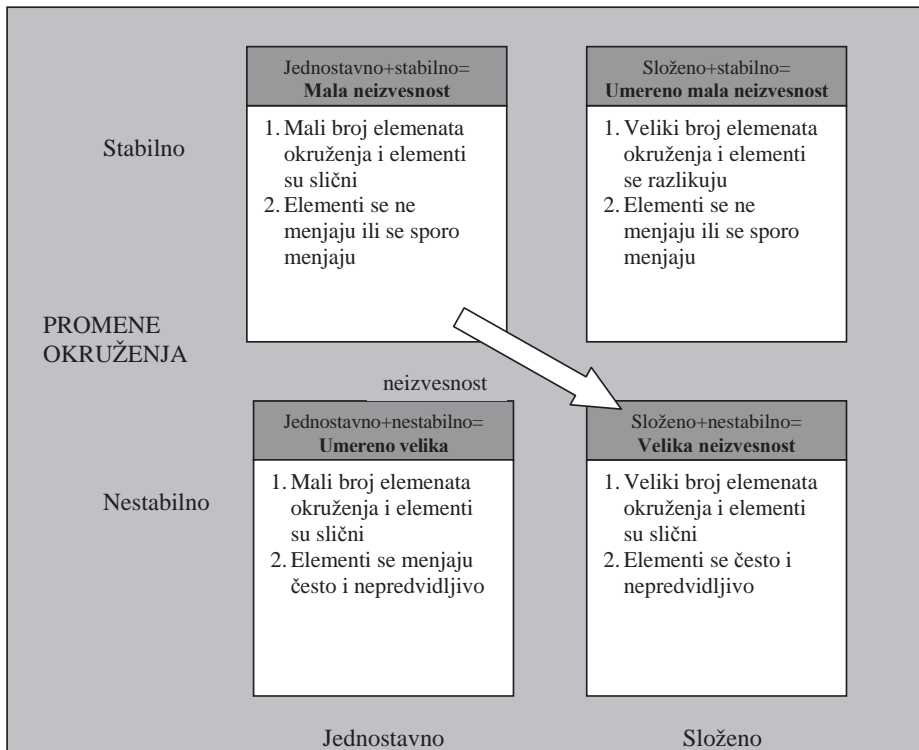 Jednostavno+stabilno=
Mala neizvesnost
1. Mali broj elemenata
okruženja i elementi
su slični
2. Elementi se ne
menjaju ili se sporo
menjaju
Složeno+stabilno=
Umereno mala neizvesnost
1. Veliki broj elemenata
okruženja i elementi
se razlikuju
2. Elementi se ne
menjaju ili se sporo
menjaju
Stabilno
PROMENE
OKRUŽENJA
neizvesnost
Jednostavno+nestabilno=
Umereno velika
1. Mali broj elemenata
okruženja i elementi
su slični
2. Elementi se menjaju
često i nepredvidljivo
Složeno+nestabilno=
Velika neizvesnost
1. Veliki broj elemenata
okruženja i elementi
su slični
2. Elementi se često i
nepredvidljivo
Nestabilno
Jednostavno
Složeno